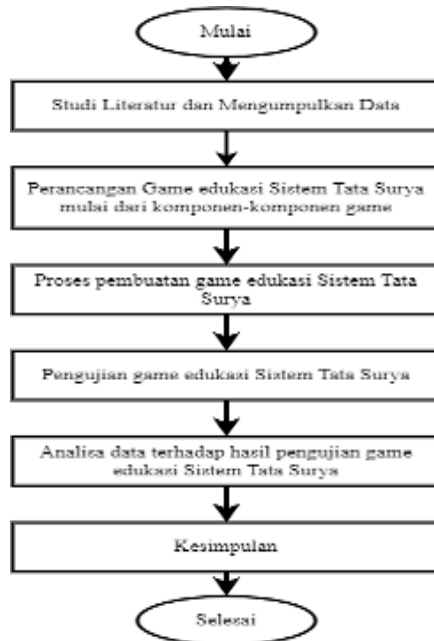 Mulai
Studi Literatur dan Mengumpulkan Data
Perancangan Game edukasi Sistem Tata Surya
mulai dari komponen-komponen game
Proses pembuatan game edukasi Sistem Tata
Surya
Pengujian game edukasi Sistem Tata Surya
Analisa data terhadap hasil pengujian game
edukasi Sistem Tata Surya
Kesimpulan
Selesai